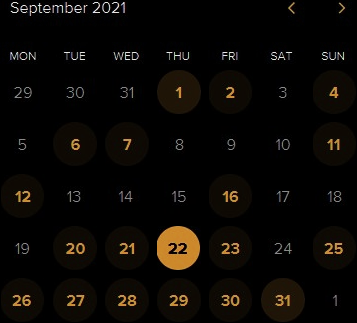 September 2021
MON TUE WED THU FRI SAT SUN
29 30 31 1 2 3 4
5 6 7 8 9 10 11
12 13 14 15 16 17 18
19 20 21 22 23 24 25
26 27 28 29 30 31 1